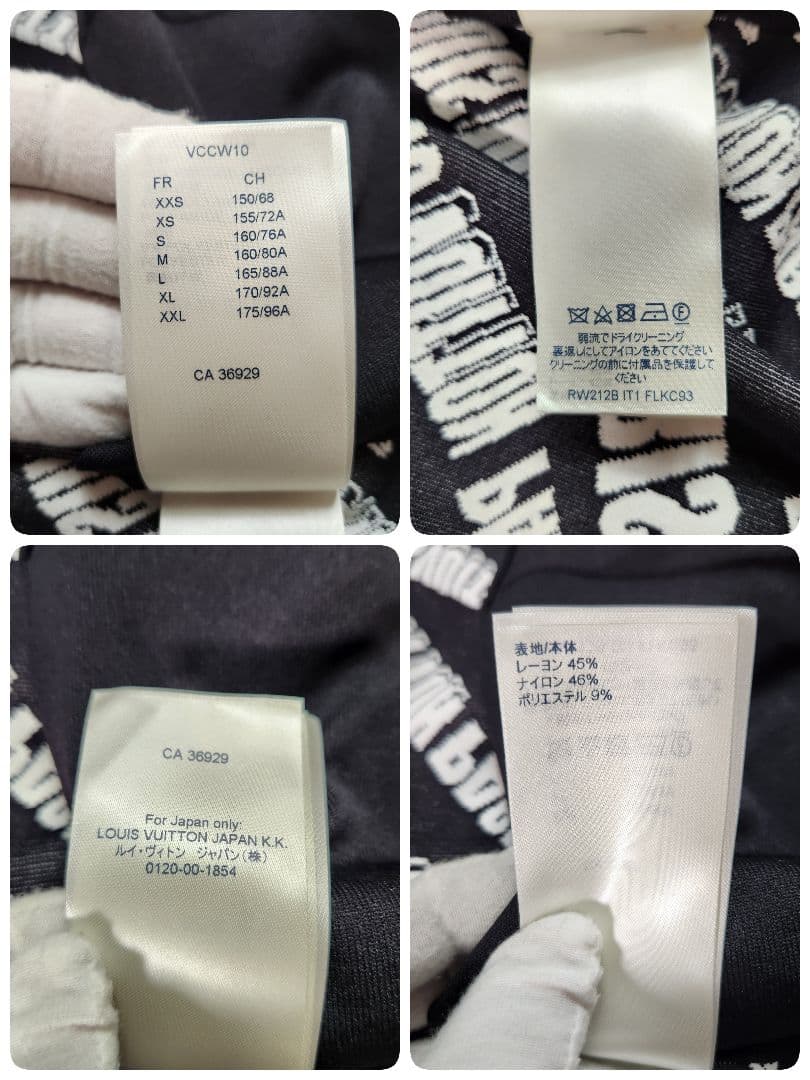 VCCW10
FR CH
XXS 150/68
XS 155/72A
S 160/76A
M 160/80A
L 165/88A
XL 170/92A
XXL 175/96A
CA 36929
弱流でドライクリーニング
裏返しにしてアイロンをあててください
クリーニングの前に付属品を保護して
ください
RW212B IT1 FLKC93
CA 36929
For Japan only:
LOUIS VUITTON JAPAN K.K.
ルイ・ヴィトン ジャパン(株)
0120-00-1854
表地/本体
レーヨン 45%
ナイロン 46%
ポリエステル 9%